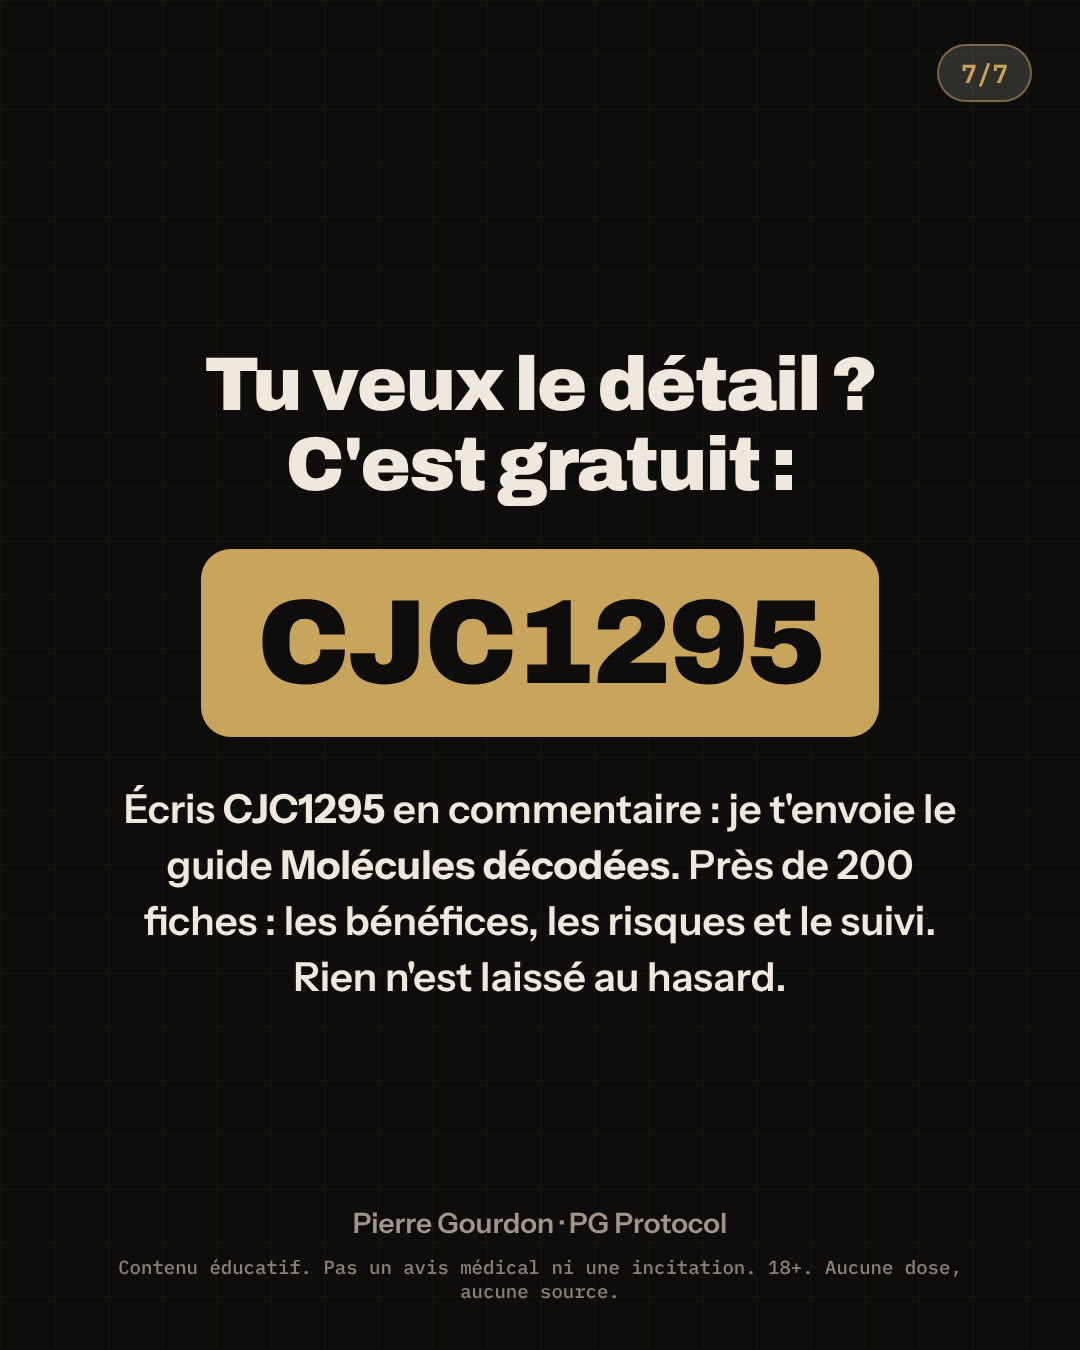 7/7
Tu veux le détail ?
C'est gratuit :
CJC1295
Écris CJC1295 en commentaire : je t'envoie le
guide Molécules décodées. Près de 200
fiches : les bénéfices, les risques et le suivi.
Rien n'est laissé au hasard.
Pierre Gourdon · PG Protocol
Contenu éducatif. Pas un avis médical ni une incitation. 18+. Aucune dose,
aucune source.